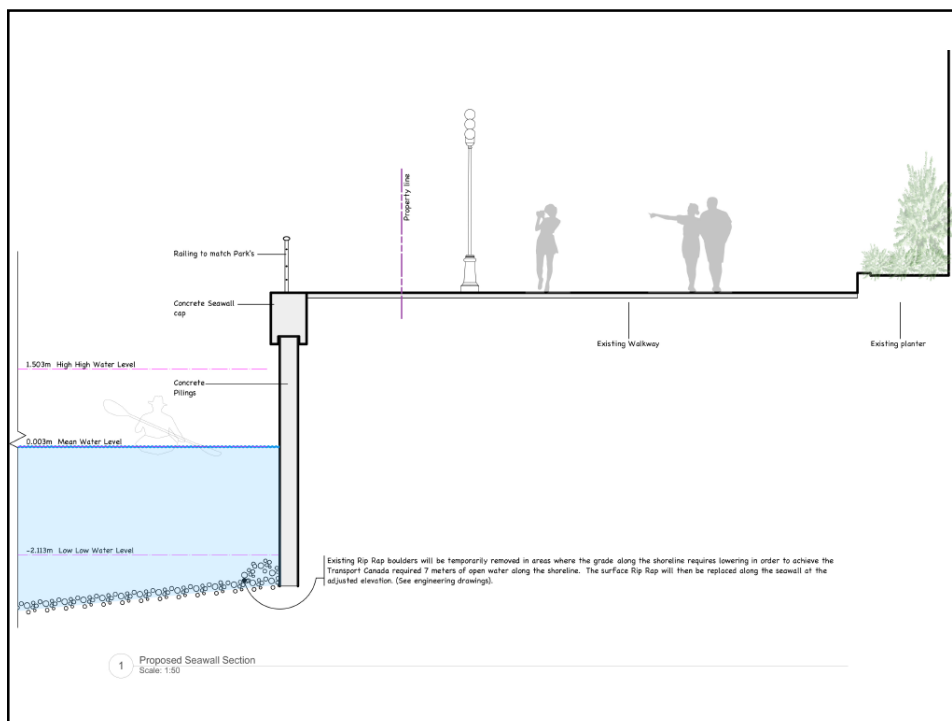 Property line
Railing to match Park's
Concrete Seawall
cap
Existing Walkway
Existing planter
1.503m  High High Water Level
Concrete
Pilings
0.003m  Mean Water Level
-2.113m  Low Low Water Level
Existing Rip Rap boulders will be temporarily removed in areas where the grade along the shoreline requires lowering in order to achieve the
Transport Canada required 7 meters of open water along the shoreline.  The surface Rip Rap will then be replaced along the seawall at the
adjusted elevation. (See engineering drawings).
1
Proposed Seawall Section
Scale: 1:50